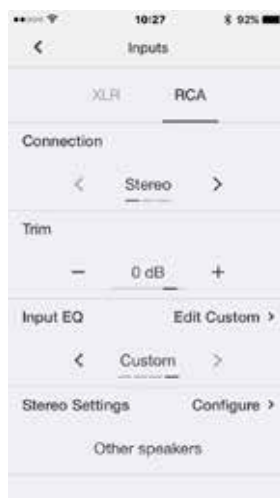 10:27 92%
Inputs
XLR RCA
Connection
Stereo
Trim
− 0 dB +
Input EQ Edit Custom >
< Custom >
Stereo Settings Configure >
Other speakers